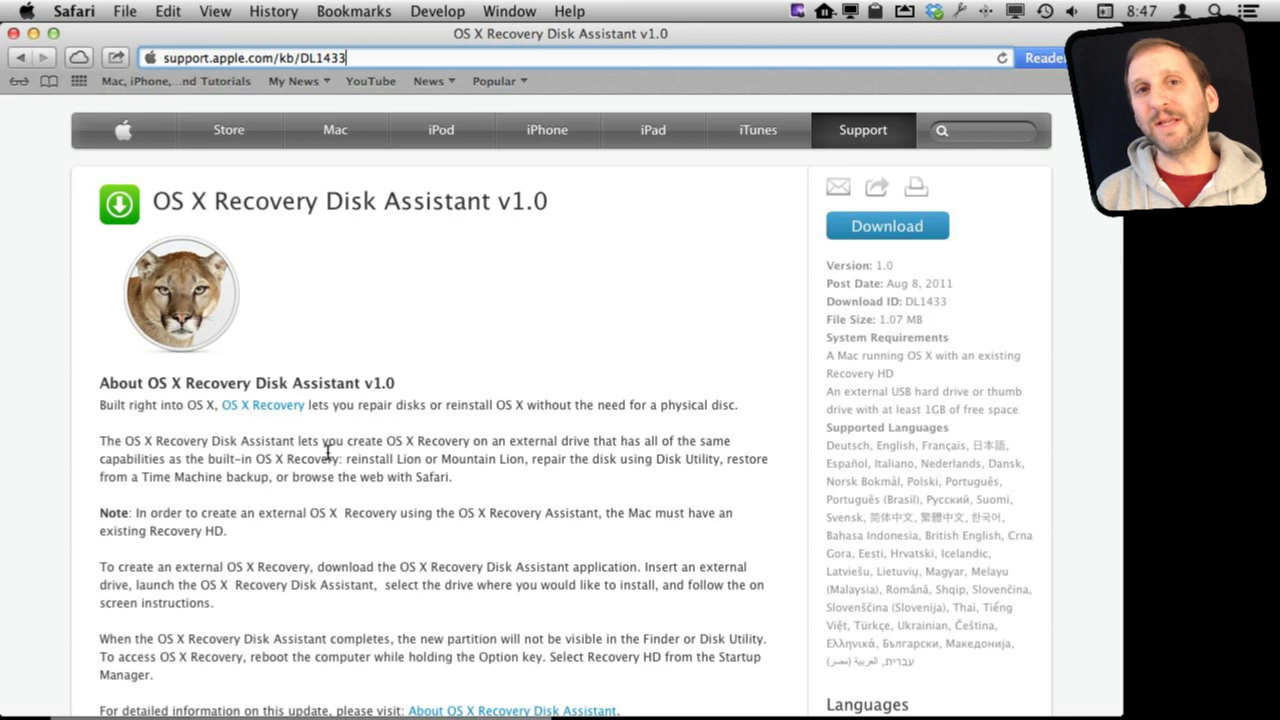 Safari File Edit View History Bookmarks Develop Window Help 8:47
OS X Recovery Disk Assistant v1.0
support.apple.com/kb/DL1433 Reade
Mac, iPhone,...nd Tutorials My News YouTube News Popular
Store Mac iPod iPhone iPad iTunes Support
OS X Recovery Disk Assistant v1.0
About OS X Recovery Disk Assistant v1.0
Built right into OS X, OS X Recovery lets you repair disks or reinstall OS X without the need for a physical disc.
The OS X Recovery Disk Assistant lets you create OS X Recovery on an external drive that has all of the same
capabilities as the built-in OS X Recovery: reinstall Lion or Mountain Lion, repair the disk using Disk Utility, restore
from a Time Machine backup, or browse the web with Safari.
Note: In order to create an external OS X Recovery using the OS X Recovery Assistant, the Mac must have an
existing Recovery HD.
To create an external OS X Recovery, download the OS X Recovery Disk Assistant application. Insert an external
drive, launch the OS X Recovery Disk Assistant, select the drive where you would like to install, and follow the on
screen instructions.
When the OS X Recovery Disk Assistant completes, the new partition will not be visible in the Finder or Disk Utility.
To access OS X Recovery, reboot the computer while holding the Option key. Select Recovery HD from the Startup
Manager.
For detailed information on this update, please visit: About OS X Recovery Disk Assistant.
Download
Version: 1.0
Post Date: Aug 8, 2011
Download ID: DL1433
File Size: 1.07 MB
System Requirements
A Mac running OS X with an existing
Recovery HD
An external USB hard drive or thumb
drive with at least 1GB of free space
Supported Languages
Deutsch, English, Français, 日本語,
Español, Italiano, Nederlands, Dansk,
Norsk Bokmål, Polski, Português,
Português (Brasil), Русский, Suomi,
Svensk, 简体中文, 繁體中文, 한국어,
Bahasa Indonesia, British English, Crna
Gora, Eesti, Hrvatski, Icelandic,
Latviešu, Lietuvių, Magyar, Melayu
(Malaysia) Română, Shqip, Slovenčina,
Slovenščina (Slovenija), Thai, Tiếng
Việt, Türkçe, Ukrainian, Čeština,
Ελληνικά, Български, Македонија,
עברית, العربية (مصر)
Languages